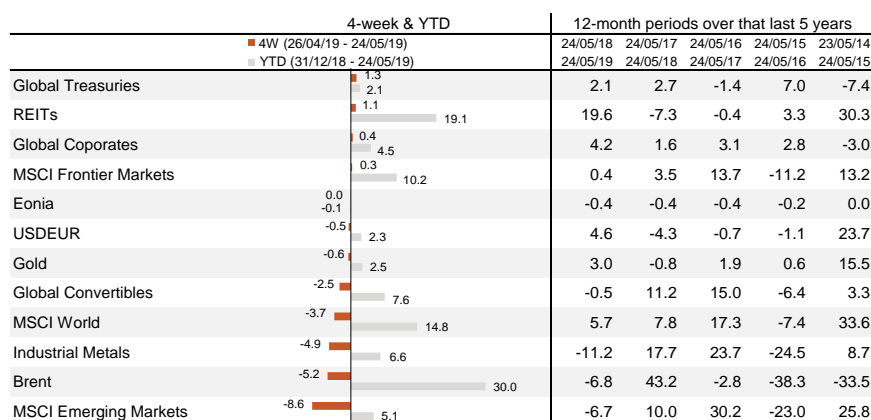 4-week & YTD 12-month periods over that last 5 years
4W (26/04/19 - 24/05/19) 24/05/18 24/05/17 24/05/16 24/05/15 23/05/14
YTD (31/12/18 - 24/05/19) 24/05/19 24/05/18 24/05/17 24/05/16 24/05/15
Global Treasuries 1.3 2.1 2.1 2.7 -1.4 7.0 -7.4
REITs 1.1 19.1 19.6 -7.3 -0.4 3.3 30.3
Global Coporates 0.4 4.5 4.2 1.6 3.1 2.8 -3.0
MSCI Frontier Markets 0.3 10.2 0.4 3.5 13.7 -11.2 13.2
Eonia 0.0 -0.1 -0.4 -0.4 -0.4 -0.2 0.0
USDEUR -0.5 2.3 4.6 -4.3 -0.7 -1.1 23.7
Gold -0.6 2.5 3.0 -0.8 1.9 0.6 15.5
Global Convertibles -2.5 7.6 -0.5 11.2 15.0 -6.4 3.3
MSCI World -3.7 14.8 5.7 7.8 17.3 -7.4 33.6
Industrial Metals -4.9 6.6 -11.2 17.7 23.7 -24.5 8.7
Brent -5.2 30.0 -6.8 43.2 -2.8 -38.3 -33.5
MSCI Emerging Markets -8.6 5.1 -6.7 10.0 30.2 -23.0 25.8